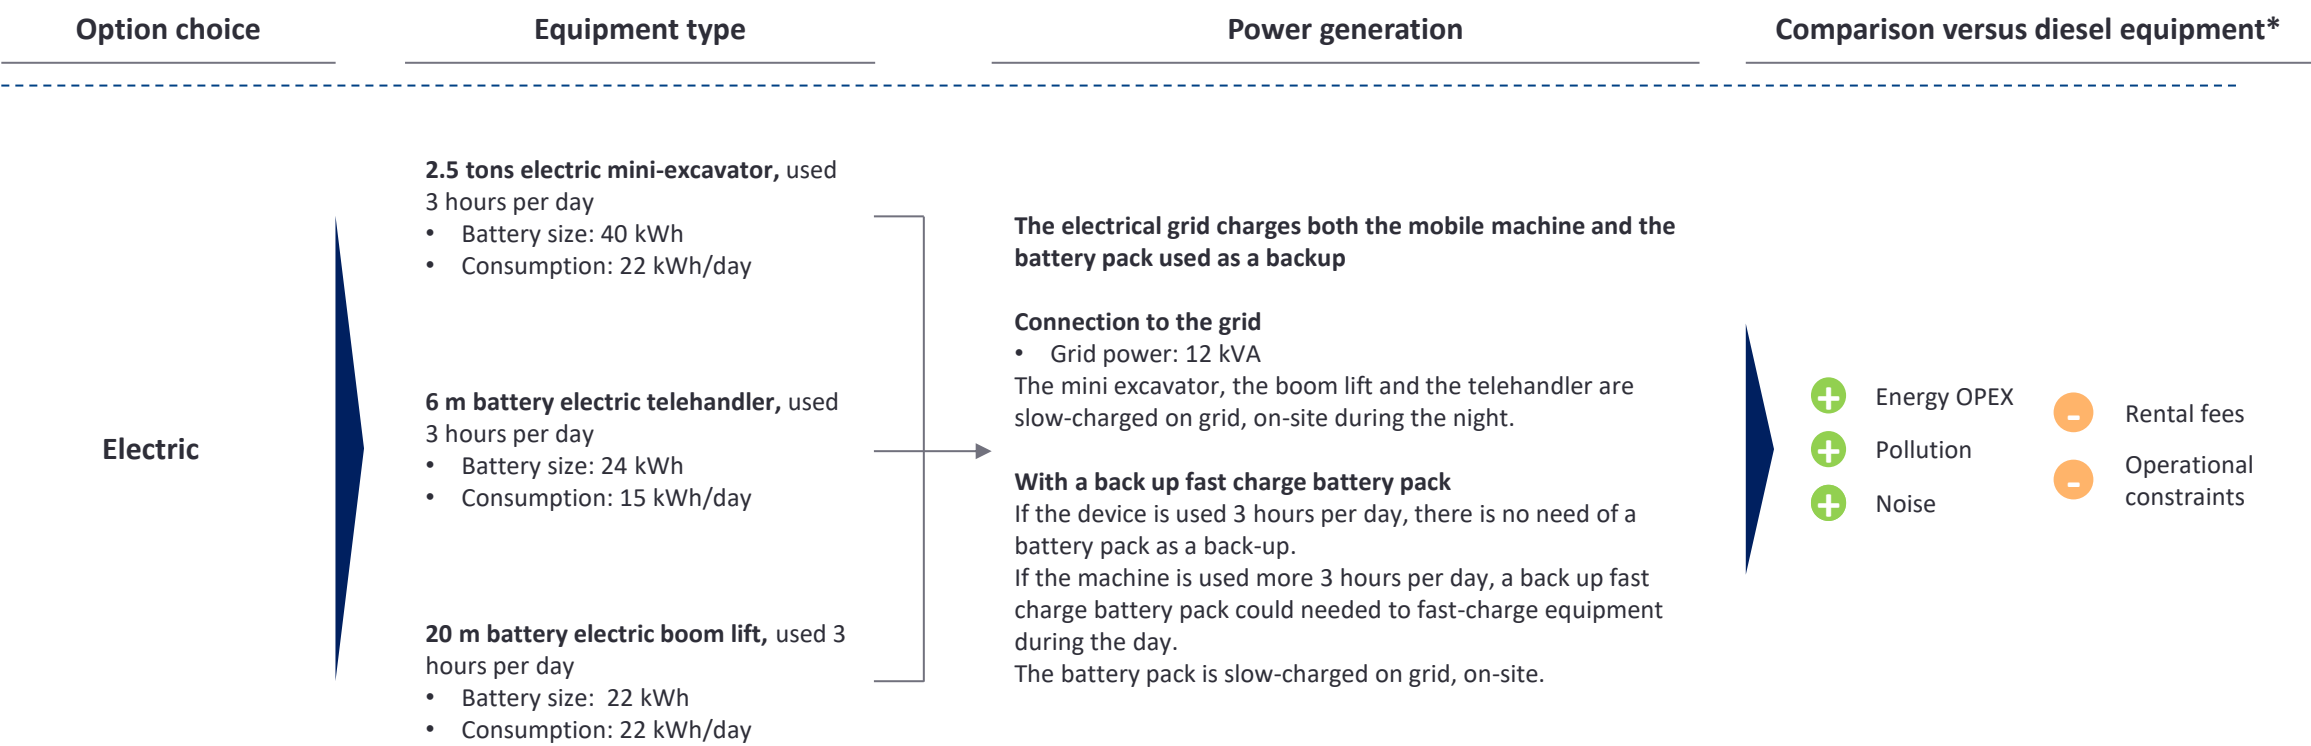 Option choice
Equipment type
Power generation
Comparison versus diesel equipment*
Electric
2.5 tons electric mini-excavator, used
3 hours per day
• Battery size: 40 kWh
• Consumption: 22 kWh/day
6 m battery electric telehandler, used
3 hours per day
• Battery size: 24 kWh
• Consumption: 15 kWh/day
20 m battery electric boom lift, used 3
hours per day
• Battery size: 22 kWh
• Consumption: 22 kWh/day
The electrical grid charges both the mobile machine and the
battery pack used as a backup
Connection to the grid
• Grid power: 12 kVA
The mini excavator, the boom lift and the telehandler are
slow-charged on grid, on-site during the night.
With a back up fast charge battery pack
If the device is used 3 hours per day, there is no need of a
battery pack as a back-up.
If the machine is used more 3 hours per day, a back up fast
charge battery pack could needed to fast-charge equipment
during the day.
The battery pack is slow-charged on grid, on-site.
+ Energy OPEX
+ Pollution
+ Noise
- Rental fees
- Operational
constraints